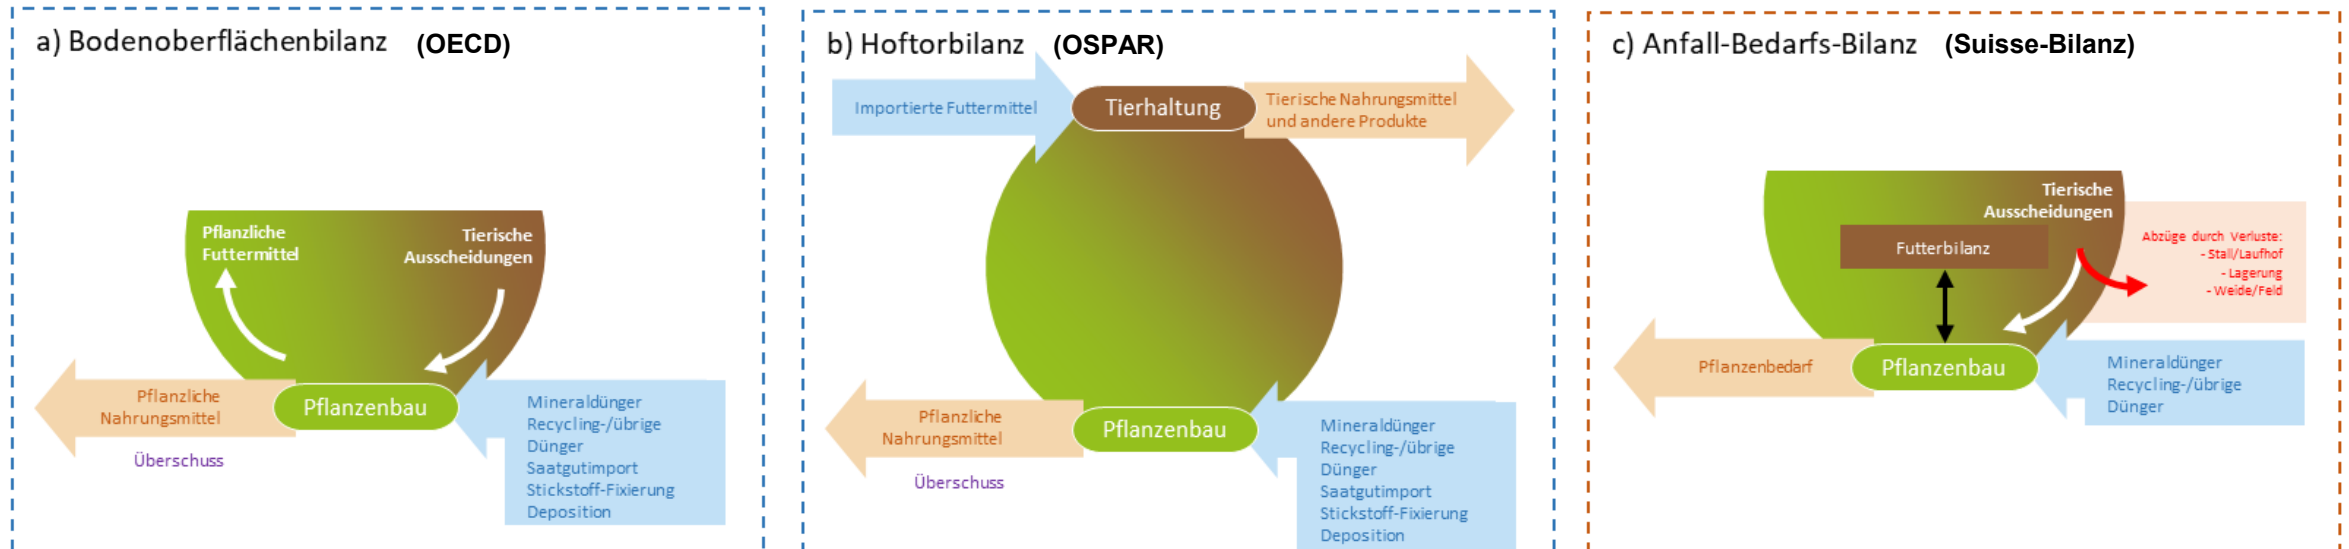 a) Bodenoberflächenbilanz (OECD)
Pflanzliche
Futtermittel
Tierische
Ausscheidungen
Pflanzliche
Nahrungsmittel
Pflanzenbau
Mineraldünger
Recycling-/übrige
Dünger
Saatgutimport
Stickstoff-Fixierung
Deposition
Überschuss
b) Hoftorbilanz (OSPAR)
Importierte Futtermittel
Tierhaltung
Tierische Nahrungsmittel
und andere Produkte
Pflanzliche
Nahrungsmittel
Pflanzenbau
Mineraldünger
Recycling-/übrige
Dünger
Saatgutimport
Stickstoff-Fixierung
Deposition
Überschuss
c) Anfall-Bedarfs-Bilanz (Suisse-Bilanz)
Tierische
Ausscheidungen
Futterbilanz
Abzüge durch Verluste:
- Stall/Laufhof
- Lagerung
- Weide/Feld
Pflanzenbedarf
Pflanzenbau
Mineraldünger
Recycling-/übrige
Dünger